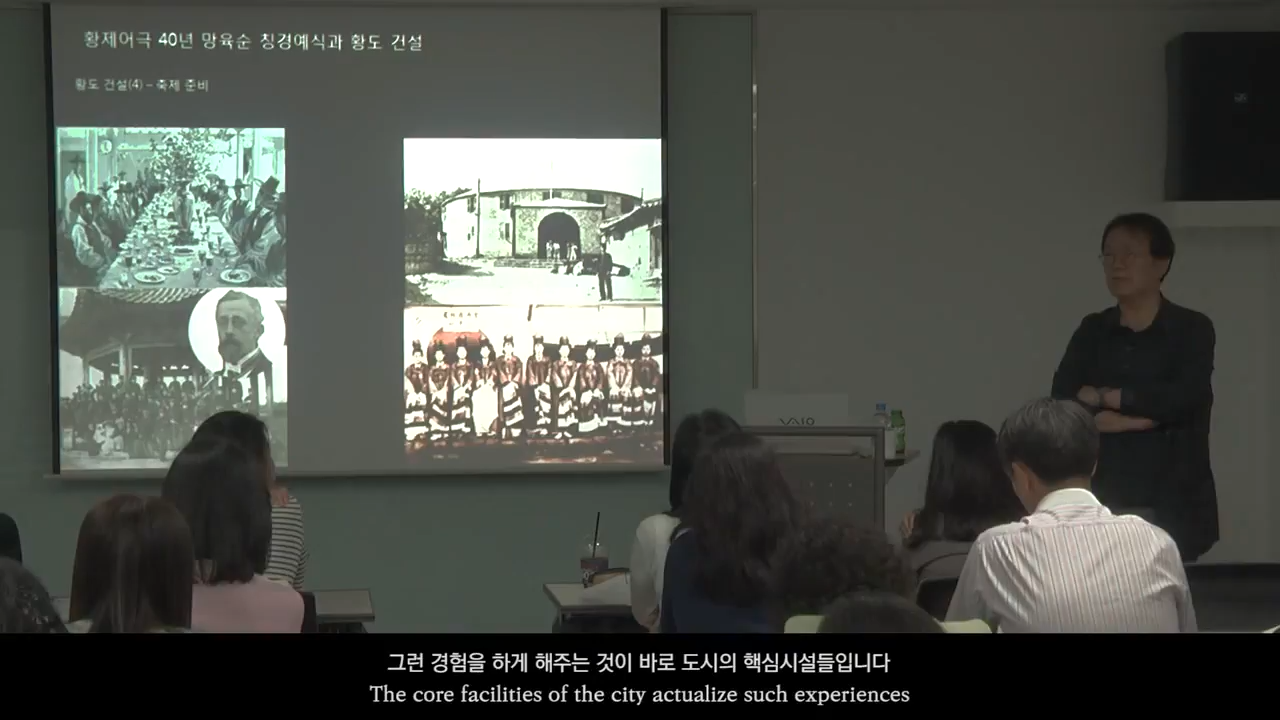 황제어극 40년 망육순 칭경예식과 황도 건설
황도 건설(4) – 축제 준비
VAIO
그런 경험을 하게 해주는 것이 바로 도시의 핵심시설들입니다
The core facilities of the city actualize such experiences